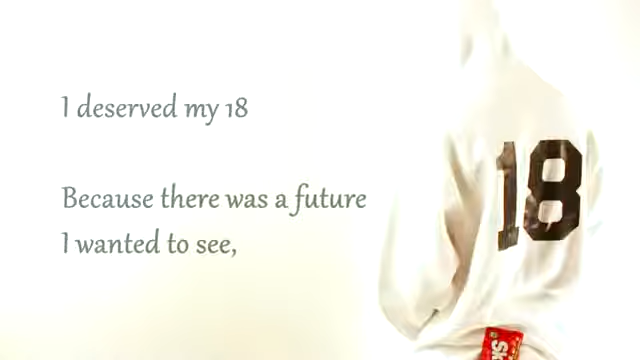 I deserved my 18
Because there was a future
I wanted to see,
18